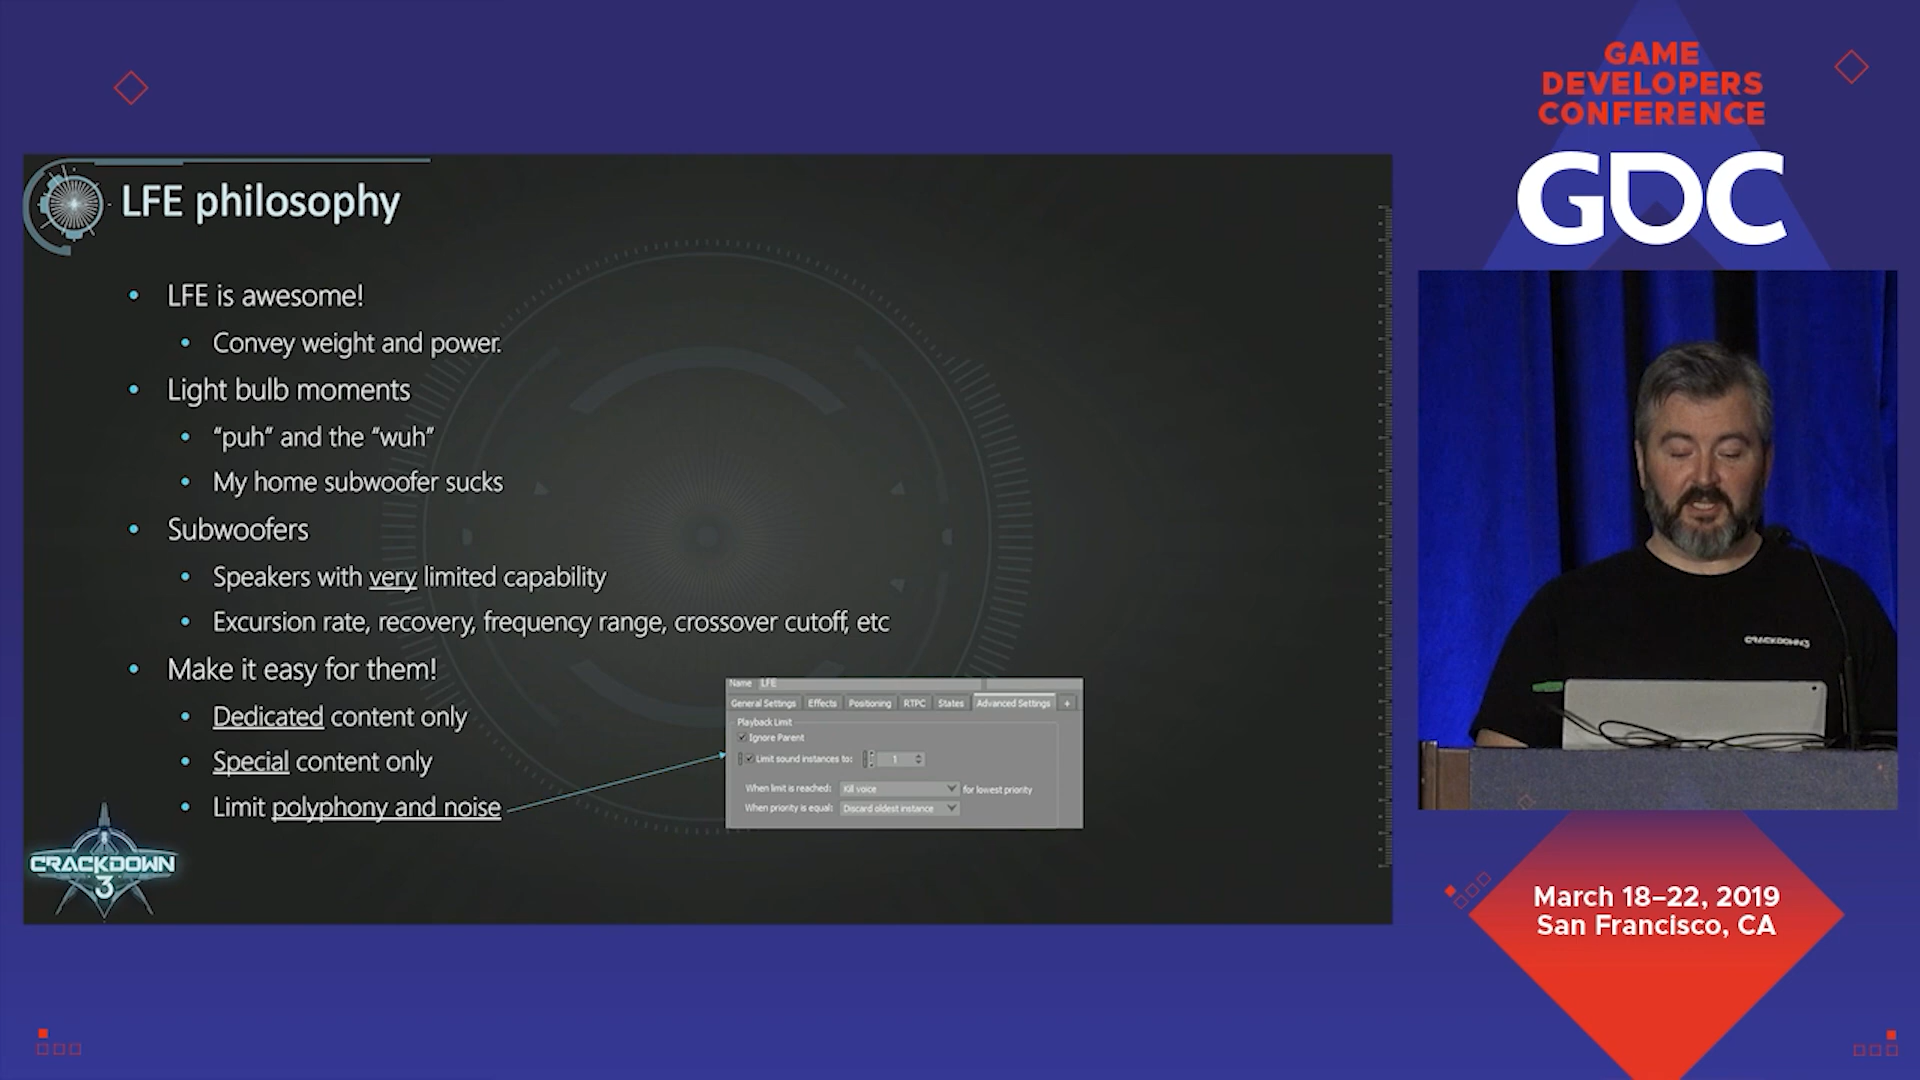 LFE philosophy
LFE is awesome!
Convey weight and power.
Light bulb moments
“puh” and the “wuh”
My home subwoofer sucks
Subwoofers
Speakers with very limited capability
Excursion rate, recovery, frequency range, crossover cutoff, etc
Make it easy for them!
Dedicated content only
Special content only
Limit polyphony and noise
Name LFE
General Settings Effects Positioning RTPC States Advanced Settings +
Playback Limit
Ignore Parent
Limit sound instances to: 1
When limit is reached: Kill voice for lowest priority
When priority is equal: Discard oldest instance
CRACKDOWN
3
GAME
DEVELOPERS
CONFERENCE
GDC
CRACKDOWN3
March 18–22, 2019
San Francisco, CA